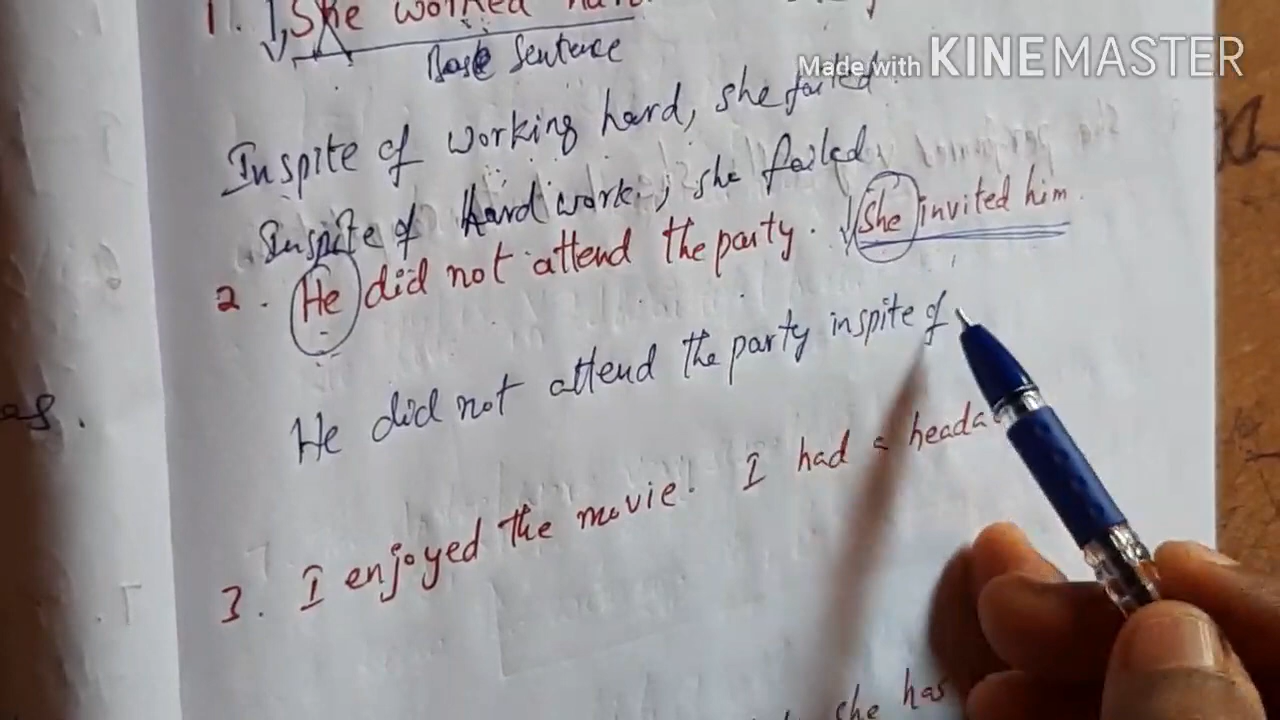 1. She worked hard.
Base Sentence
Made with KINEMASTER
Inspite of working hard, she failed.
Inspite of Hard work, she failed.
2. He did not attend the party. She invited him.
He did not attend the party inspite of
3. I enjoyed the movie. I had a heada
she has